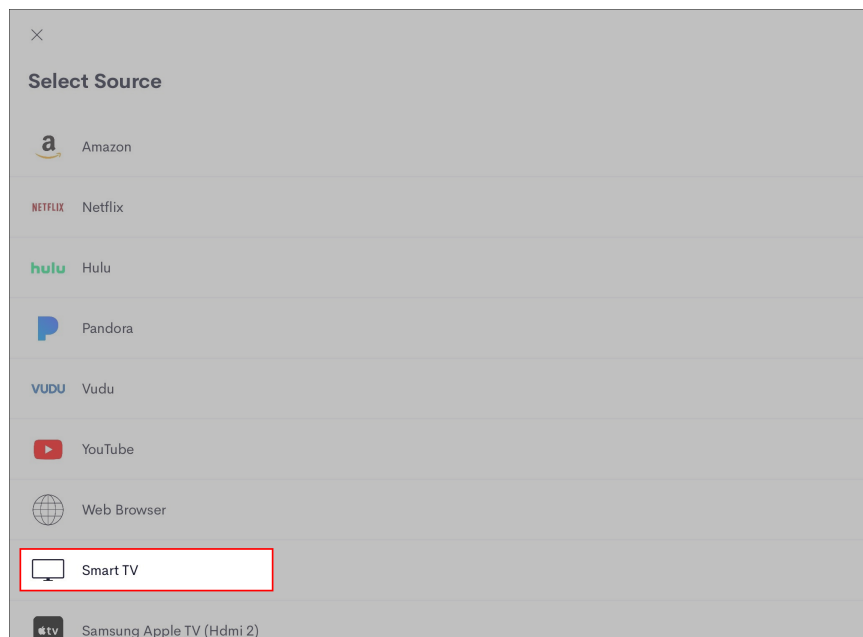 Select Source
a Amazon
NETFLIX Netflix
hulu Hulu
Pandora
VUDU Vudu
YouTube
Web Browser
Smart TV
tv Samsung Apple TV (Hdmi 2)